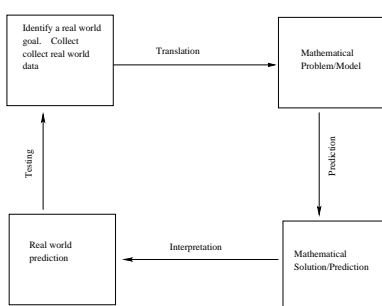 Identify a real world
goal. Collect
collect real world
data
Translation
Mathematical
Problem/Model
Prediction
Mathematical
Solution/Prediction
Interpretation
Real world
prediction
Testing